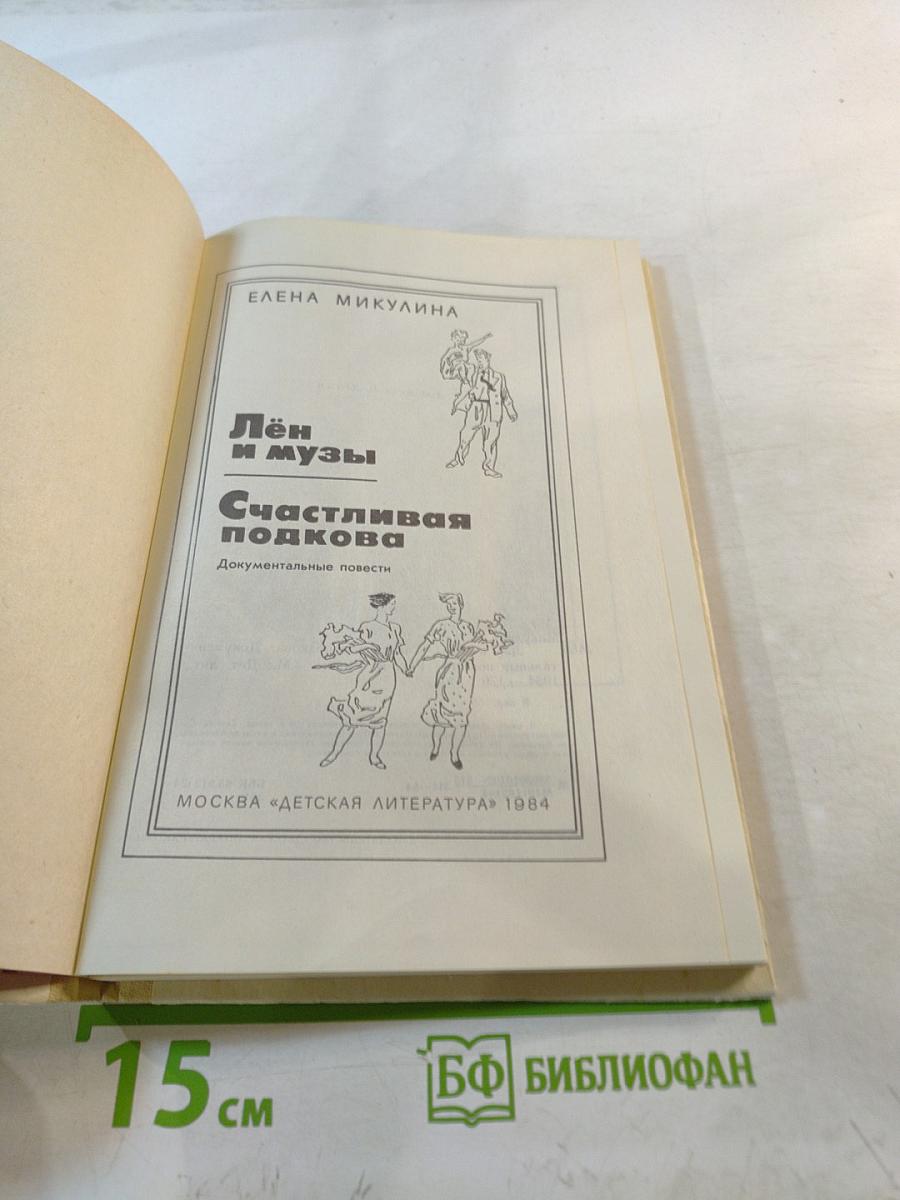 ЕЛЕНА МИКУЛИНА
Лён
и музы
Счастливая
подкова
Документальные повести
МОСКВА «ДЕТСКАЯ ЛИТЕРАТУРА» 1984
15 см
БФ БИБЛИОФАН